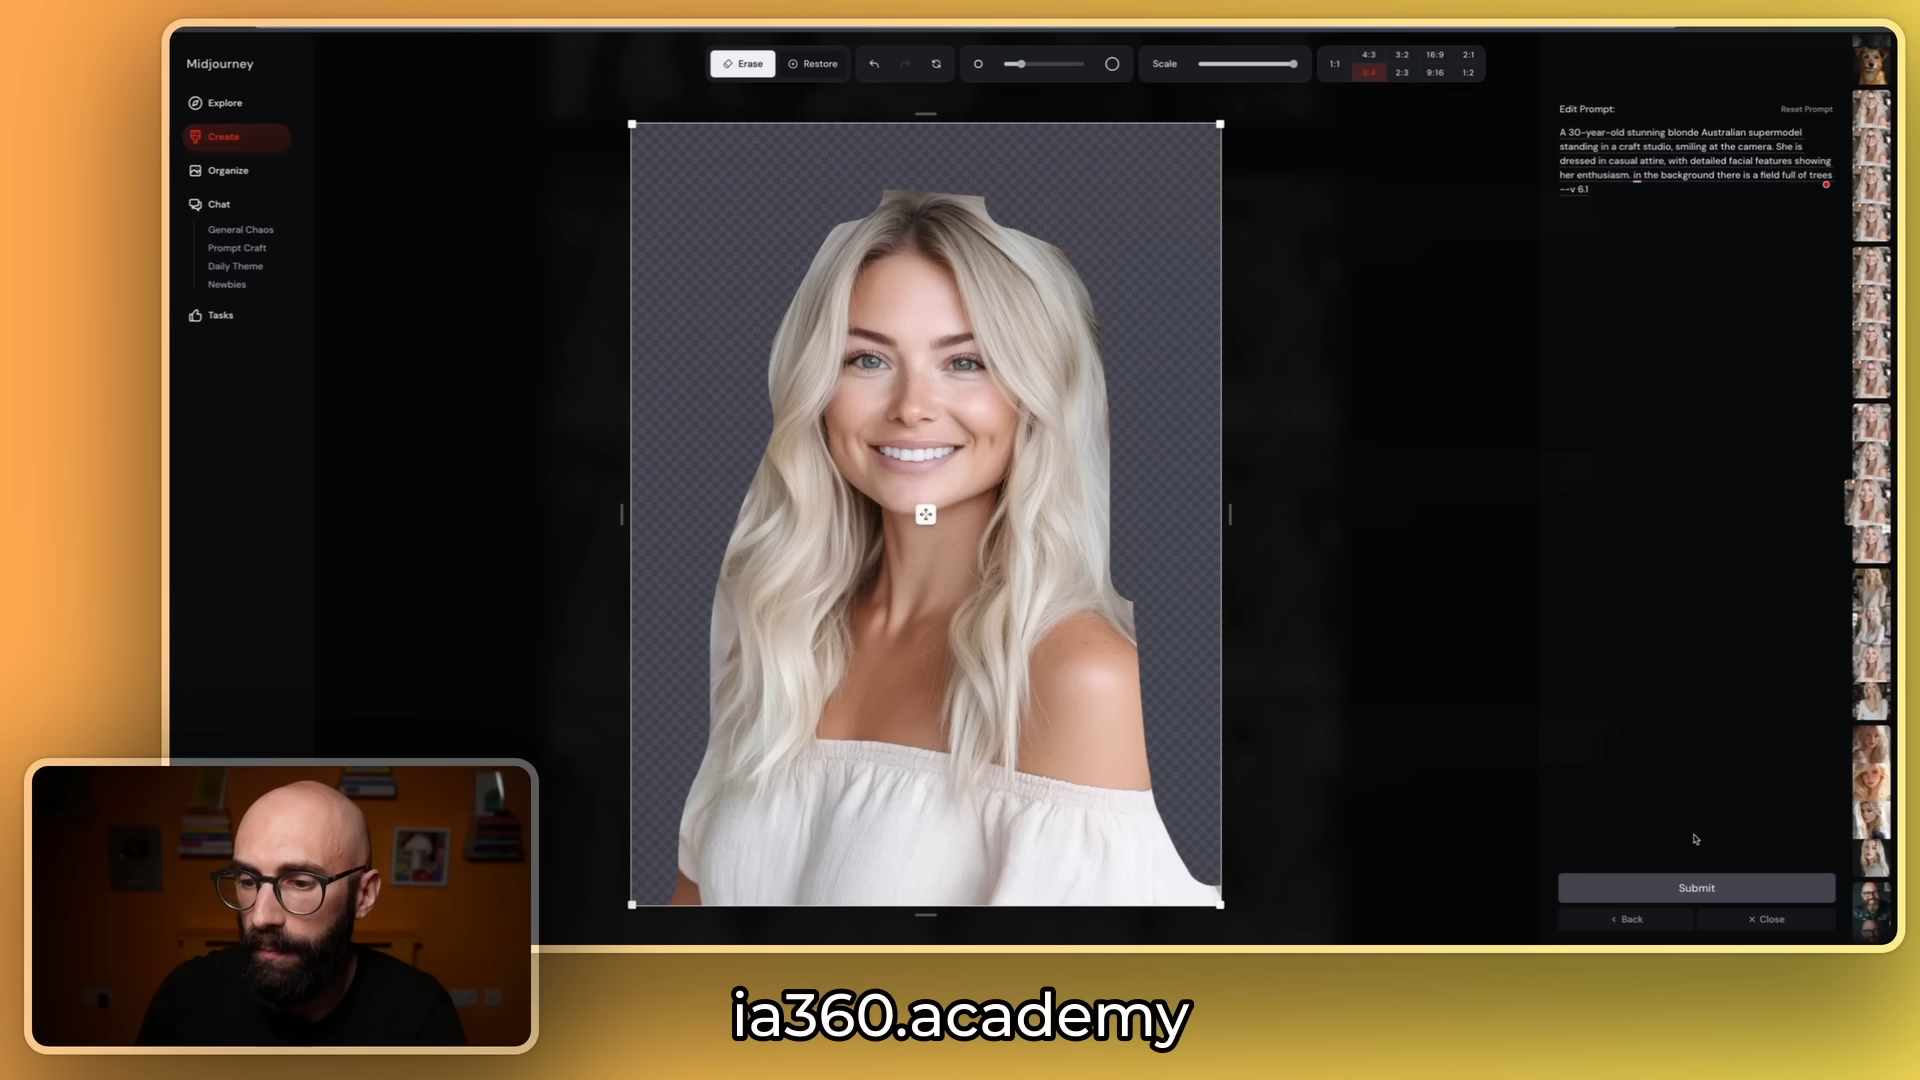 Midjourney
Explore
Create
Organize
Chat
General Chaos
Prompt Craft
Daily Theme
Newbies
Tasks
Erase
Restore
Scale
1:1
4:3
3:2
16:9
2:1
3:4
2:3
9:16
1:2
Edit Prompt:
Reset Prompt
A 30-year-old stunning blonde Australian supermodel
standing in a craft studio, smiling at the camera. She is
dressed in casual attire, with detailed facial features showing
her enthusiasm. in the background there is a field full of trees
--v 6.1
Submit
Back
Close
ia360.academy